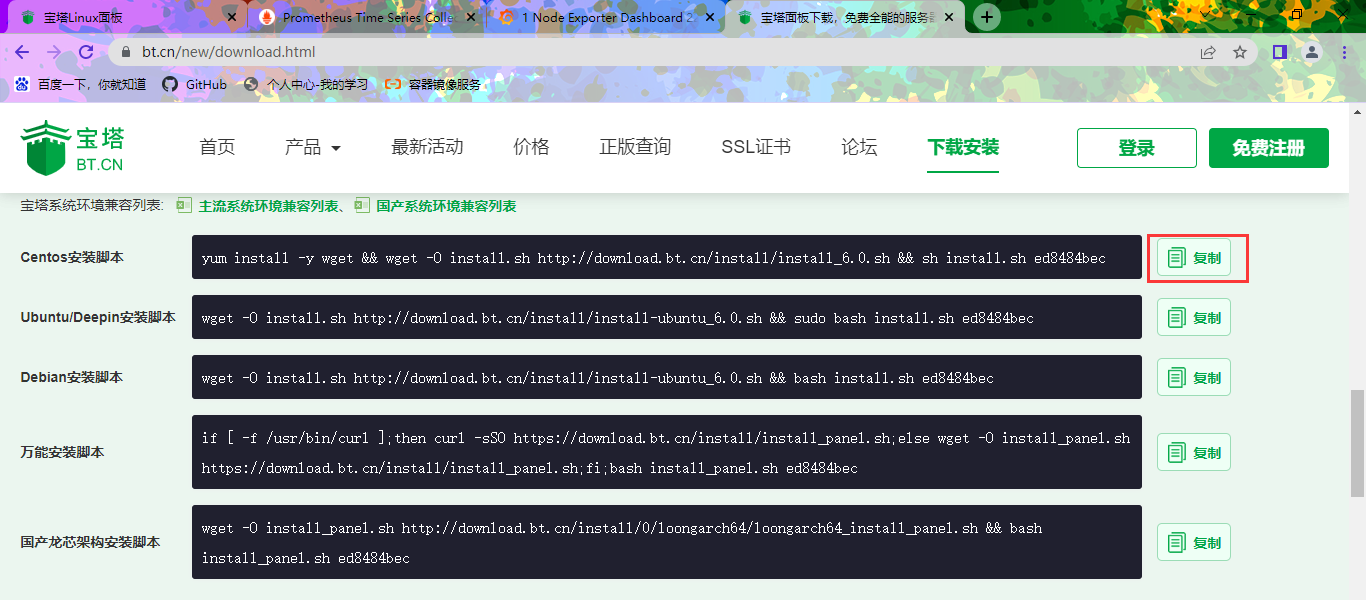 宝塔Linux面板
Prometheus Time Series Colle
1 Node Exporter Dashboard 2
宝塔面板下载，免费全能的服务器
bt.cn/new/download.html
百度一下，你就知道
GitHub
个人中心-我的学习
容器镜像服务
宝塔
BT.CN
首页
产品
最新活动
价格
正版查询
SSL证书
论坛
下载安装
登录
免费注册
宝塔系统环境兼容列表:
主流系统环境兼容列表、
国产系统环境兼容列表
Centos安装脚本
yum install -y wget && wget -O install.sh http://download.bt.cn/install/install_6.0.sh && sh install.sh ed8484bec
复制
Ubuntu/Deepin安装脚本
wget -O install.sh http://download.bt.cn/install/install-ubuntu_6.0.sh && sudo bash install.sh ed8484bec
复制
Debian安装脚本
wget -O install.sh http://download.bt.cn/install/install-ubuntu_6.0.sh && bash install.sh ed8484bec
复制
万能安装脚本
if [ -f /usr/bin/curl ];then curl -sSO https://download.bt.cn/install/install_panel.sh;else wget -O install_panel.sh
https://download.bt.cn/install/install_panel.sh;fi;bash install_panel.sh ed8484bec
复制
国产龙芯架构安装脚本
wget -O install_panel.sh http://download.bt.cn/install/0/loongarch64/loongarch64_install_panel.sh && bash
install_panel.sh ed8484bec
复制